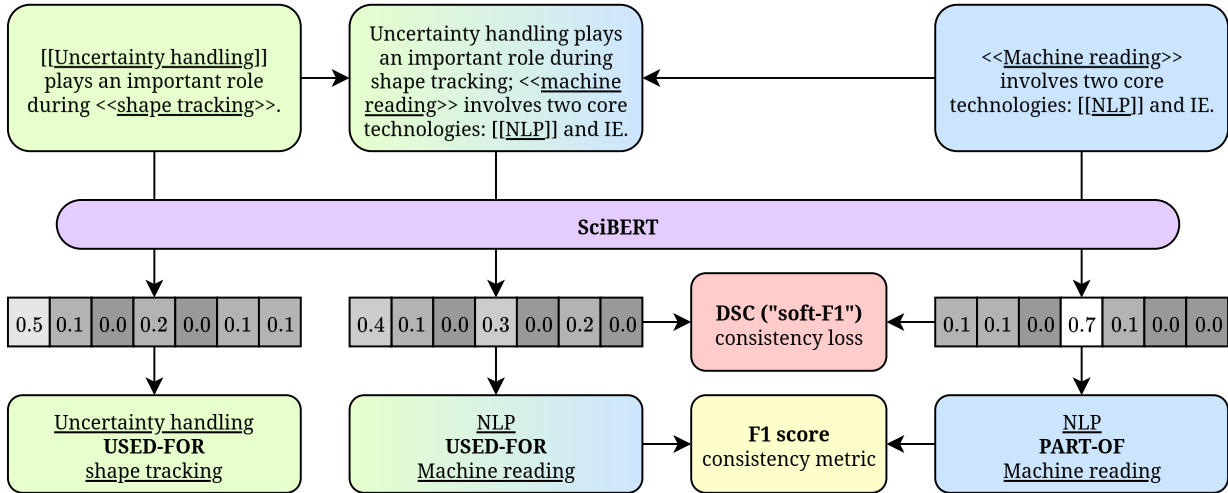 [[Uncertainty handling]]
plays an important role
during <<shape tracking>>.
Uncertainty handling plays
an important role during
shape tracking; <<machine
reading>> involves two core
technologies: [[NLP]] and IE.
<<Machine reading>>
involves two core
technologies: [[NLP]] and IE.
SciBERT
0.5 0.1 0.0 0.2 0.0 0.1 0.1
0.4 0.1 0.0 0.3 0.0 0.2 0.0
DSC ("soft-F1")
consistency loss
0.1 0.1 0.0 0.7 0.1 0.0 0.0
Uncertainty handling
USED-FOR
shape tracking
NLP
USED-FOR
Machine reading
F1 score
consistency metric
NLP
PART-OF
Machine reading